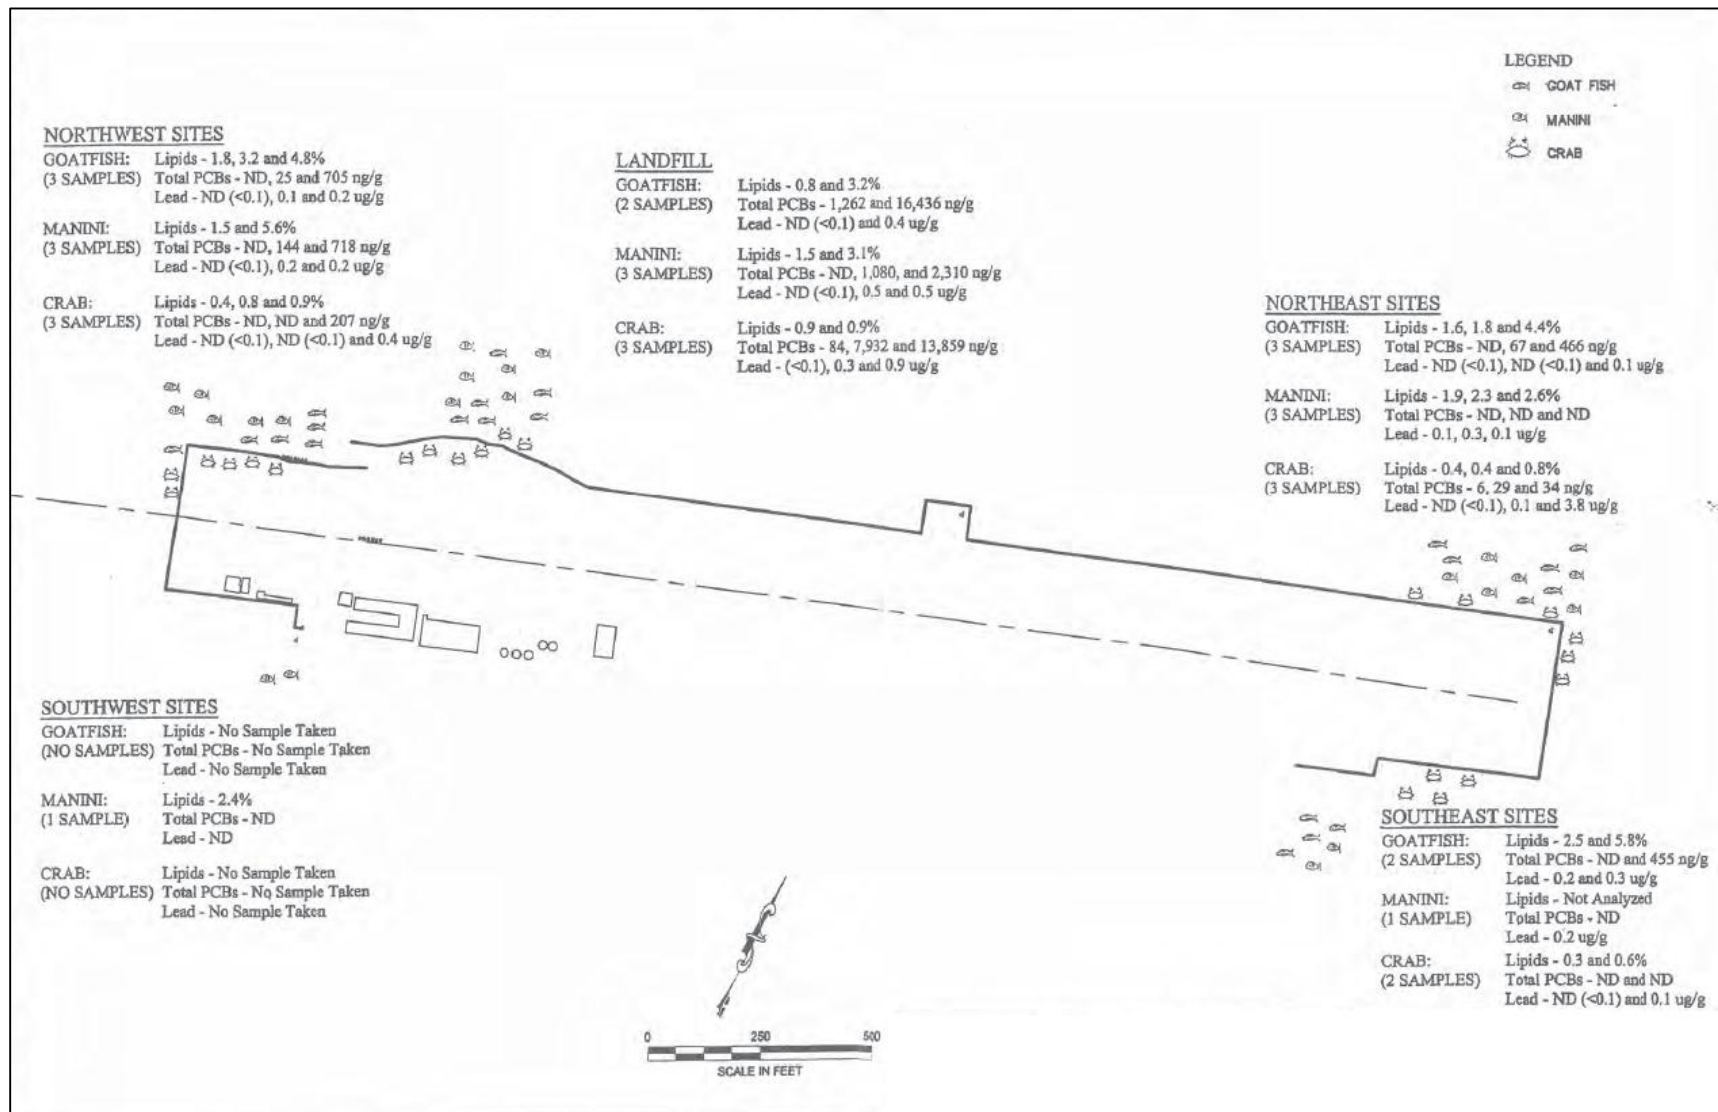 LEGEND
GOAT FISH
MANINI
CRAB
NORTHWEST SITES
GOATFISH: Lipids - 1.8, 3.2 and 4.8%
(3 SAMPLES) Total PCBs - ND, 25 and 705 ng/g
Lead - ND (<0.1), 0.1 and 0.2 ug/g
MANINI: Lipids - 1.5 and 5.6%
(3 SAMPLES) Total PCBs - ND, 144 and 718 ng/g
Lead - ND (<0.1), 0.2 and 0.2 ug/g
CRAB: Lipids - 0.4, 0.8 and 0.9%
(3 SAMPLES) Total PCBs - ND, ND and 207 ng/g
Lead - ND (<0.1), ND (<0.1) and 0.4 ug/g
LANDFILL
GOATFISH: Lipids - 0.8 and 3.2%
(2 SAMPLES) Total PCBs - 1,262 and 16,436 ng/g
Lead - ND (<0.1) and 0.4 ug/g
MANINI: Lipids - 1.5 and 3.1%
(3 SAMPLES) Total PCBs - ND, 1,080, and 2,310 ng/g
Lead - ND (<0.1), 0.5 and 0.5 ug/g
CRAB: Lipids - 0.9 and 0.9%
(3 SAMPLES) Total PCBs - 84, 7,932 and 13,859 ng/g
Lead - (<0.1), 0.3 and 0.9 ug/g
NORTHEAST SITES
GOATFISH: Lipids - 1.6, 1.8 and 4.4%
(3 SAMPLES) Total PCBs - ND, 67 and 466 ng/g
Lead - ND (<0.1), ND (<0.1) and 0.1 ug/g
MANINI: Lipids - 1.9, 2.3 and 2.6%
(3 SAMPLES) Total PCBs - ND, ND and ND
Lead - 0.1, 0.3, 0.1 ug/g
CRAB: Lipids - 0.4, 0.4 and 0.8%
(3 SAMPLES) Total PCBs - 6, 29 and 34 ng/g
Lead - ND (<0.1), 0.1 and 3.8 ug/g
SOUTHWEST SITES
GOATFISH: Lipids - No Sample Taken
(NO SAMPLES) Total PCBs - No Sample Taken
Lead - No Sample Taken
MANINI: Lipids - 2.4%
(1 SAMPLE) Total PCBs - ND
Lead - ND
CRAB: Lipids - No Sample Taken
(NO SAMPLES) Total PCBs - No Sample Taken
Lead - No Sample Taken
SOUTHEAST SITES
GOATFISH: Lipids - 2.5 and 5.8%
(2 SAMPLES) Total PCBs - ND and 455 ng/g
Lead - 0.2 and 0.3 ug/g
MANINI: Lipids - Not Analyzed
(1 SAMPLE) Total PCBs - ND
Lead - 0.2 ug/g
CRAB: Lipids - 0.3 and 0.6%
(2 SAMPLES) Total PCBs - ND and ND
Lead - ND (<0.1) and 0.1 ug/g
0 250 500
SCALE IN FEET